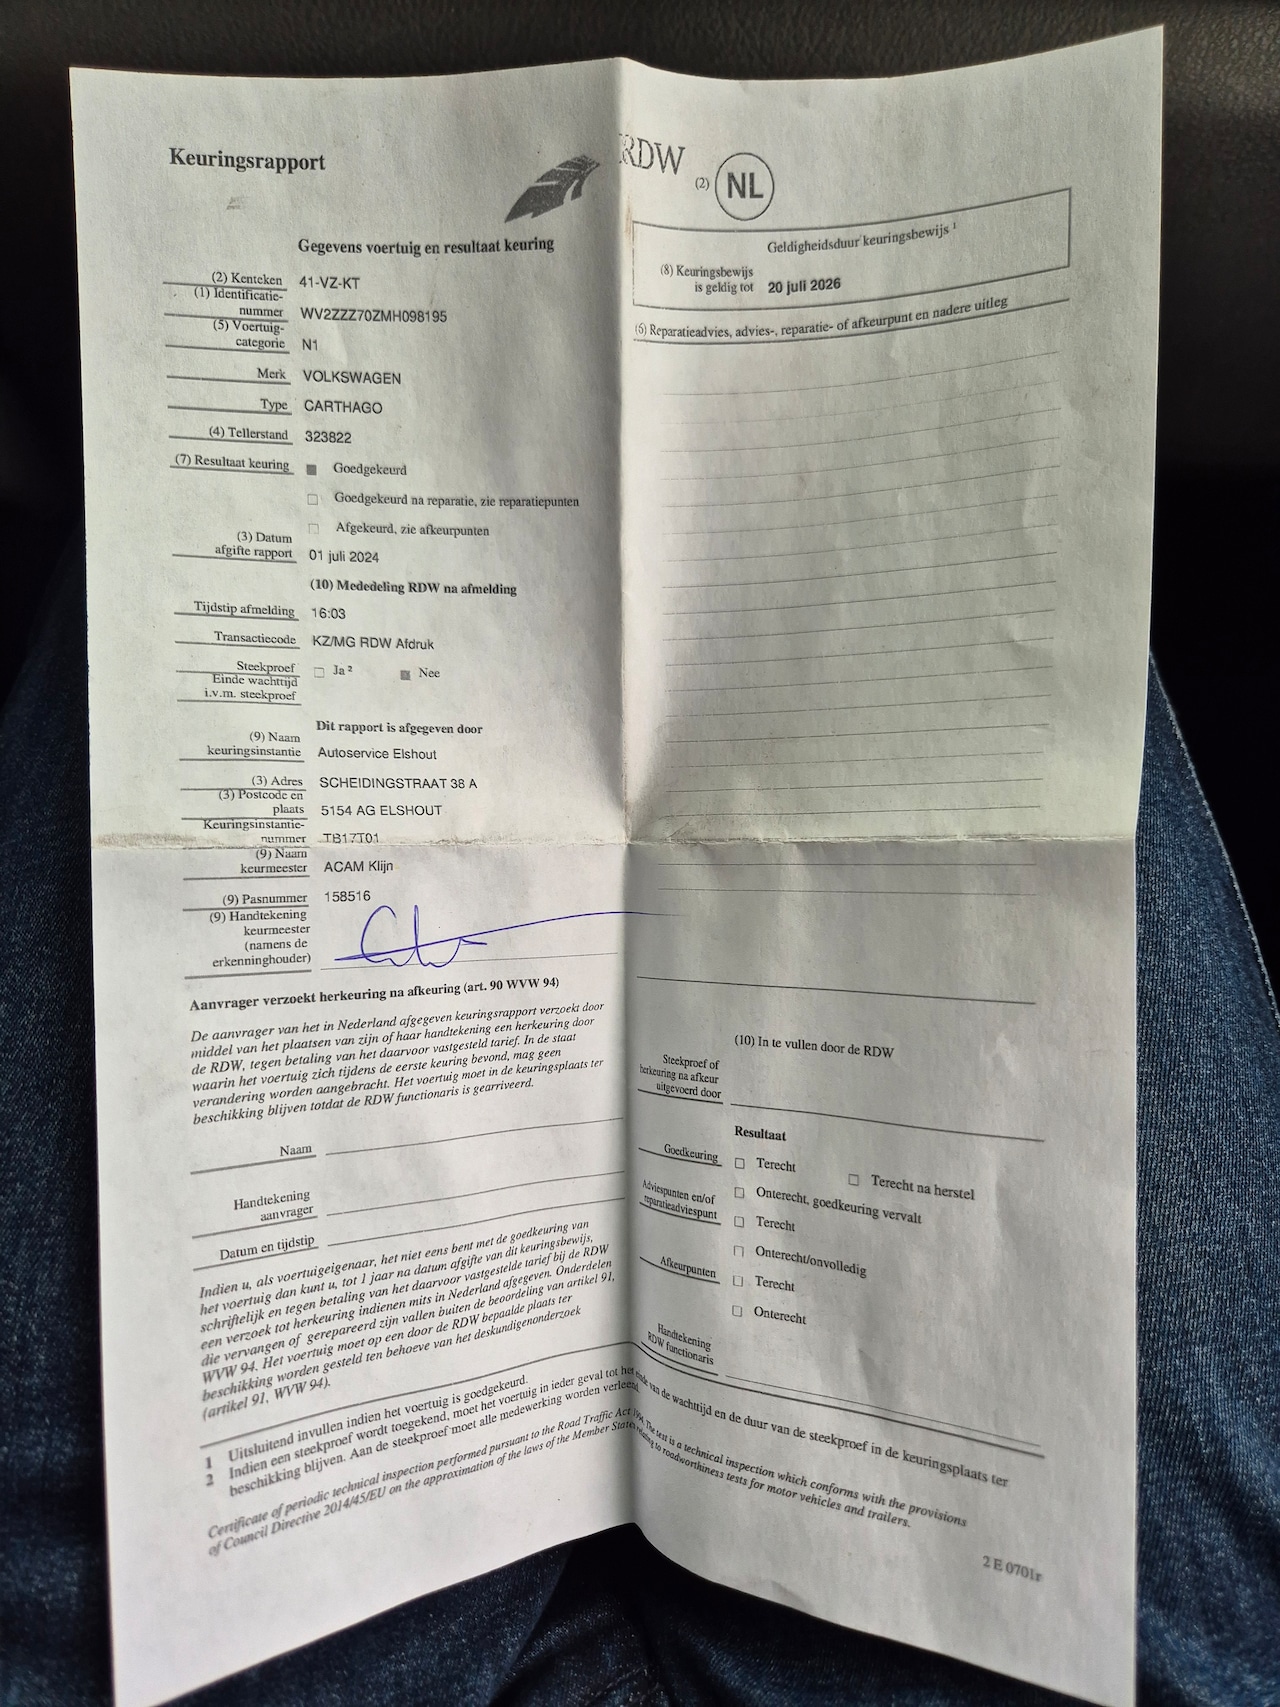 Keuringsrapport
RDW
(2) NL
Gegevens voertuig en resultaat keuring
(2) Kenteken 41-VZ-KT
(1) Identificatie-
nummer WV2ZZZ70ZMH098195
(5) Voertuig-
categorie N1
Merk VOLKSWAGEN
Type CARTHAGO
(4) Tellerstand 323822
(7) Resultaat keuring Goedgekeurd
Goedgekeurd na reparatie, zie reparatiepunten
Afgekeurd, zie afkeurpunten
(3) Datum
afgifte rapport 01 juli 2024
(10) Mededeling RDW na afmelding
Tijdstip afmelding 16:03
Transactiecode KZ/MG RDW Afdruk
Steekproef Ja 2 Nee
Einde wachttijd
i.v.m. steekproef
Dit rapport is afgegeven door
(9) Naam
keuringsinstantie Autoservice Elshout
(3) Adres SCHEIDINGSTRAAT 38 A
(3) Postcode en
plaats 5154 AG ELSHOUT
Keuringsinstantie-
nummer TB17T01
(9) Naam
keurmeester ACAM Klijn
(9) Pasnummer 158516
(9) Handtekening
keurmeester
(namens de
erkenninghouder)
Aanvrager verzoekt herkeuring na afkeuring (art. 90 WVW 94)
De aanvrager van het in Nederland afgegeven keuringsrapport verzoekt door
middel van het plaatsen van zijn of haar handtekening een herkeuring door
de RDW, tegen betaling van het daarvoor vastgesteld tarief. In de staat
waarin het voertuig zich tijdens de eerste keuring bevond, mag geen
verandering worden aangebracht. Het voertuig moet in de keuringsplaats ter
beschikking blijven totdat de RDW functionaris is gearriveerd.
Naam
Handtekening
aanvrager
Datum en tijdstip
Indien u, als voertuigeigenaar, het niet eens bent met de goedkeuring van
het voertuig dan kunt u, tot 1 jaar na datum afgifte van dit keuringsbewijs,
schriftelijk en tegen betaling van het daarvoor vastgestelde tarief bij de RDW
een verzoek tot herkeuring indienen mits in Nederland afgegeven. Onderdelen
die vervangen of gerepareerd zijn vallen buiten de beoordeling van artikel 91,
WVW 94. Het voertuig moet op een door de RDW bepaalde plaats ter
beschikking worden gesteld ten behoeve van het deskundigenonderzoek
(artikel 91, WVW 94).
Geldigheidsduur keuringsbewijs 1
(8) Keuringsbewijs
is geldig tot 20 juli 2026
(6) Reparatieadvies, advies-, reparatie- of afkeurpunt en nadere uitleg
(10) In te vullen door de RDW
Steekproef of
herkeuring na afkeur
uitgevoerd door
Resultaat
Goedkeuring Terecht Terecht na herstel
Onterecht, goedkeuring vervalt
Adviespunten en/of
reparatieadviespunt Terecht
Onterecht/onvolledig
Afkeurpunten Terecht
Onterecht
Handtekening
RDW functionaris
1 Uitsluitend invullen indien het voertuig is goedgekeurd.
2 Indien een steekproef wordt toegekend, moet het voertuig in ieder geval tot het einde van de wachttijd en de duur van de steekproef in de keuringsplaats ter
beschikking blijven. Aan de steekproef moet alle medewerking worden verleend.
Certificate of periodic technical inspection performed pursuant to the Road Traffic Act 1994. The test is a technical inspection which conforms with the provisions
of Council Directive 2014/45/EU on the approximation of the laws of the Member States relating to roadworthiness tests for motor vehicles and trailers.
2 E 0701r